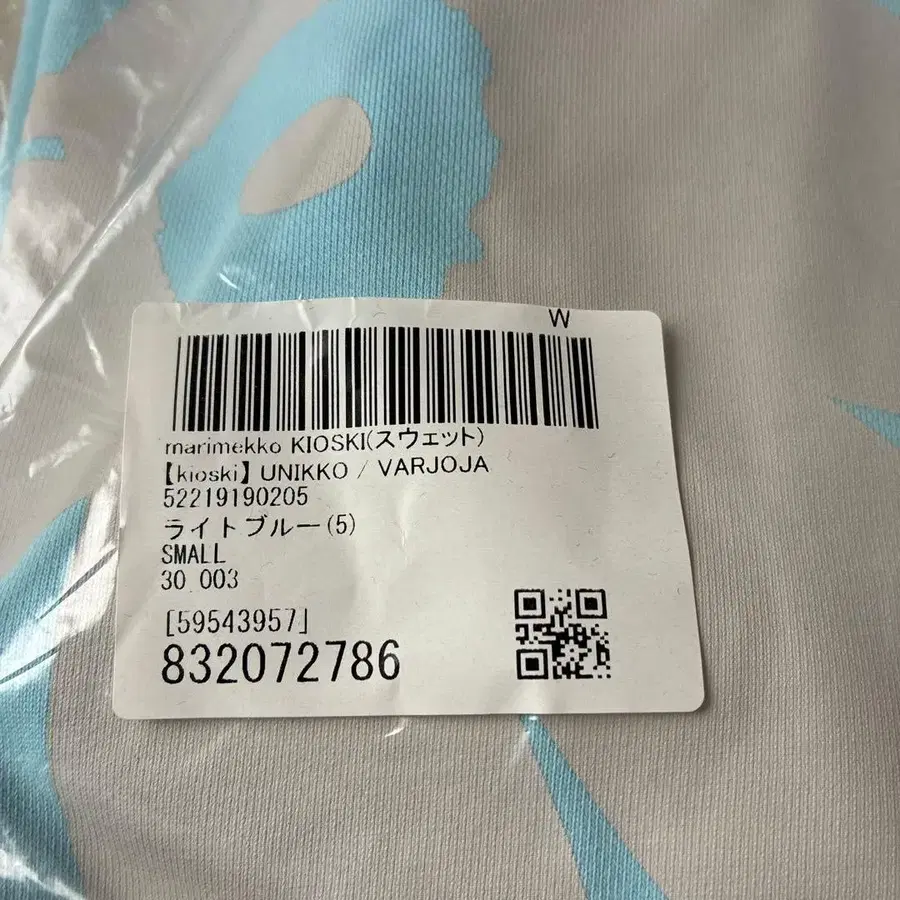 W
marimekko KIOSKI(スウェット)
【kioski】UNIKKO / VARJOJA
52219190205
ライトブルー(5)
SMALL
30 003
[59543957]
832072786